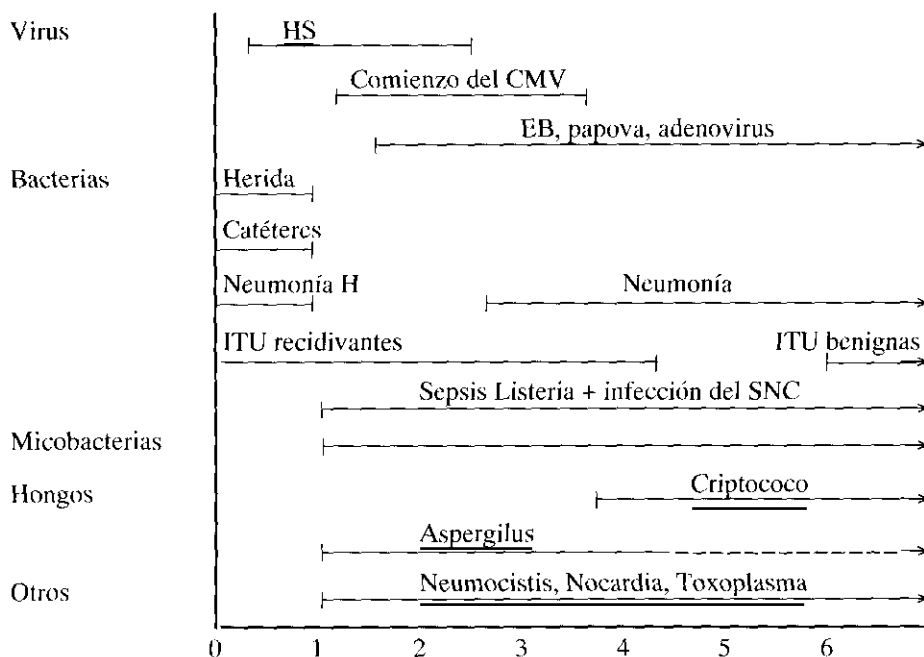 Virus
HS
Comienzo del CMV
EB, papova, adenovirus
Bacterias
Herida
Catéteres
Neumonía H
Neumonía
ITU recidivantes
ITU benignas
Sepsis Listeria + infección del SNC
Micobacterias
Hongos
Criptococo
Aspergilus
Otros
Neumocistis, Nocardia, Toxoplasma
0 1 2 3 4 5 6